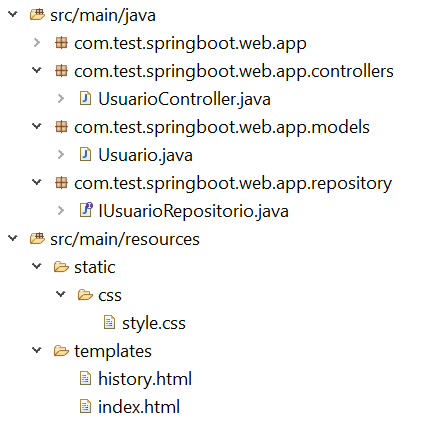 src/main/java
com.test.springboot.web.app
com.test.springboot.web.app.controllers
UsuarioController.java
com.test.springboot.web.app.models
Usuario.java
com.test.springboot.web.app.repository
IUsuarioRepositorio.java
src/main/resources
static
css
style.css
templates
history.html
index.html